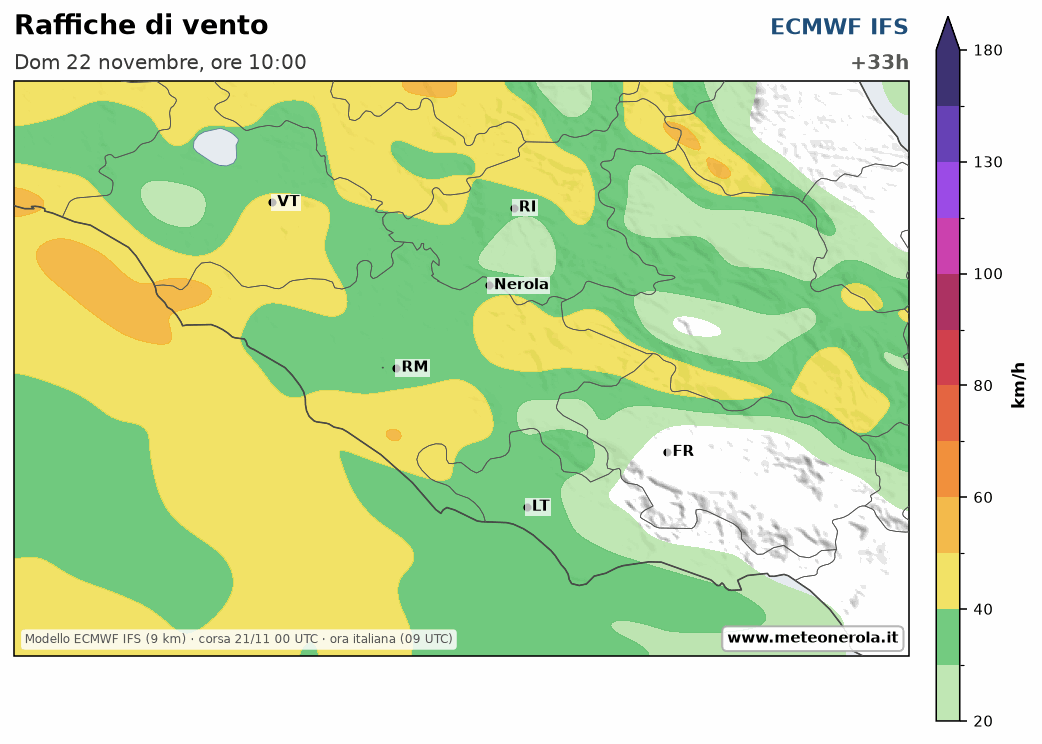 Raffiche di vento
ECMWF IFS
Dom 22 novembre, ore 10:00
+33h
VT
RI
Nerola
RM
FR
LT
Modello ECMWF IFS (9 km) · corsa 21/11 00 UTC · ora italiana (09 UTC)
www.meteonerola.it
180
130
100
80
60
40
20
km/h